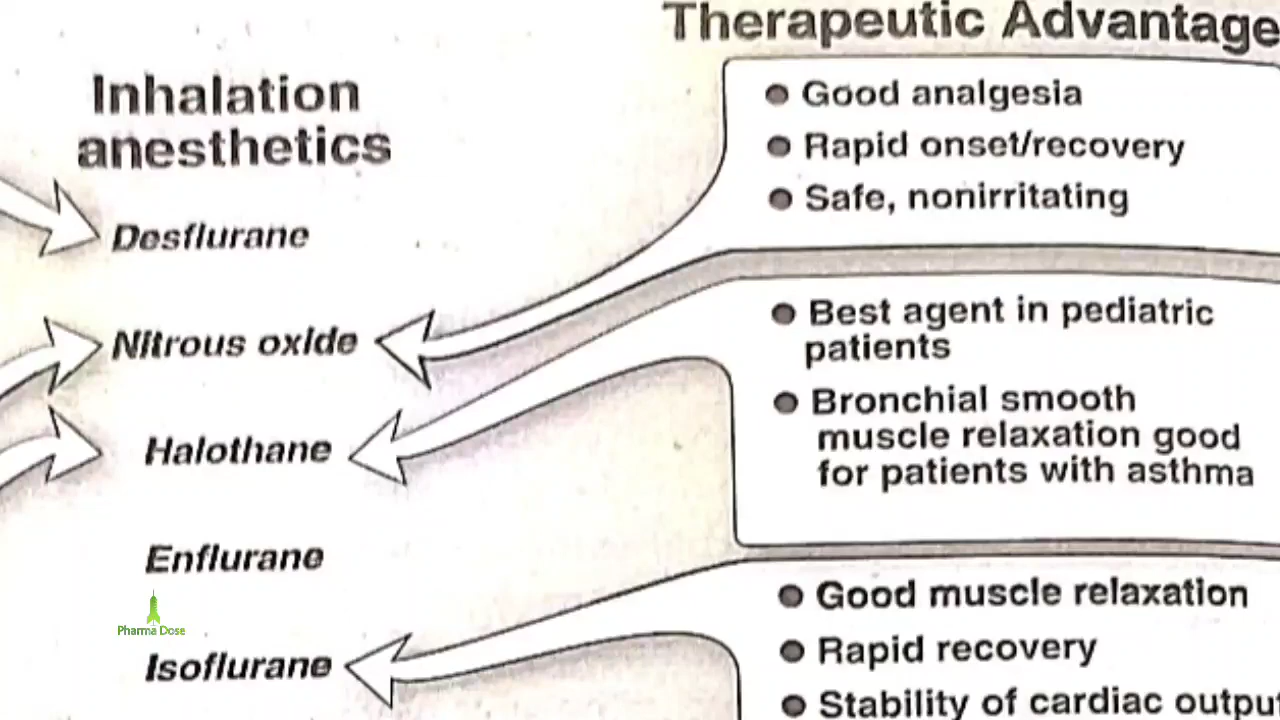 Therapeutic Advantage
Inhalation
anesthetics
Desflurane
Nitrous oxide
Halothane
Enflurane
Isoflurane
Good analgesia
Rapid onset/recovery
Safe, nonirritating
Best agent in pediatric
patients
Bronchial smooth
muscle relaxation good
for patients with asthma
Good muscle relaxation
Rapid recovery
Stability of cardiac output
Pharma Dose